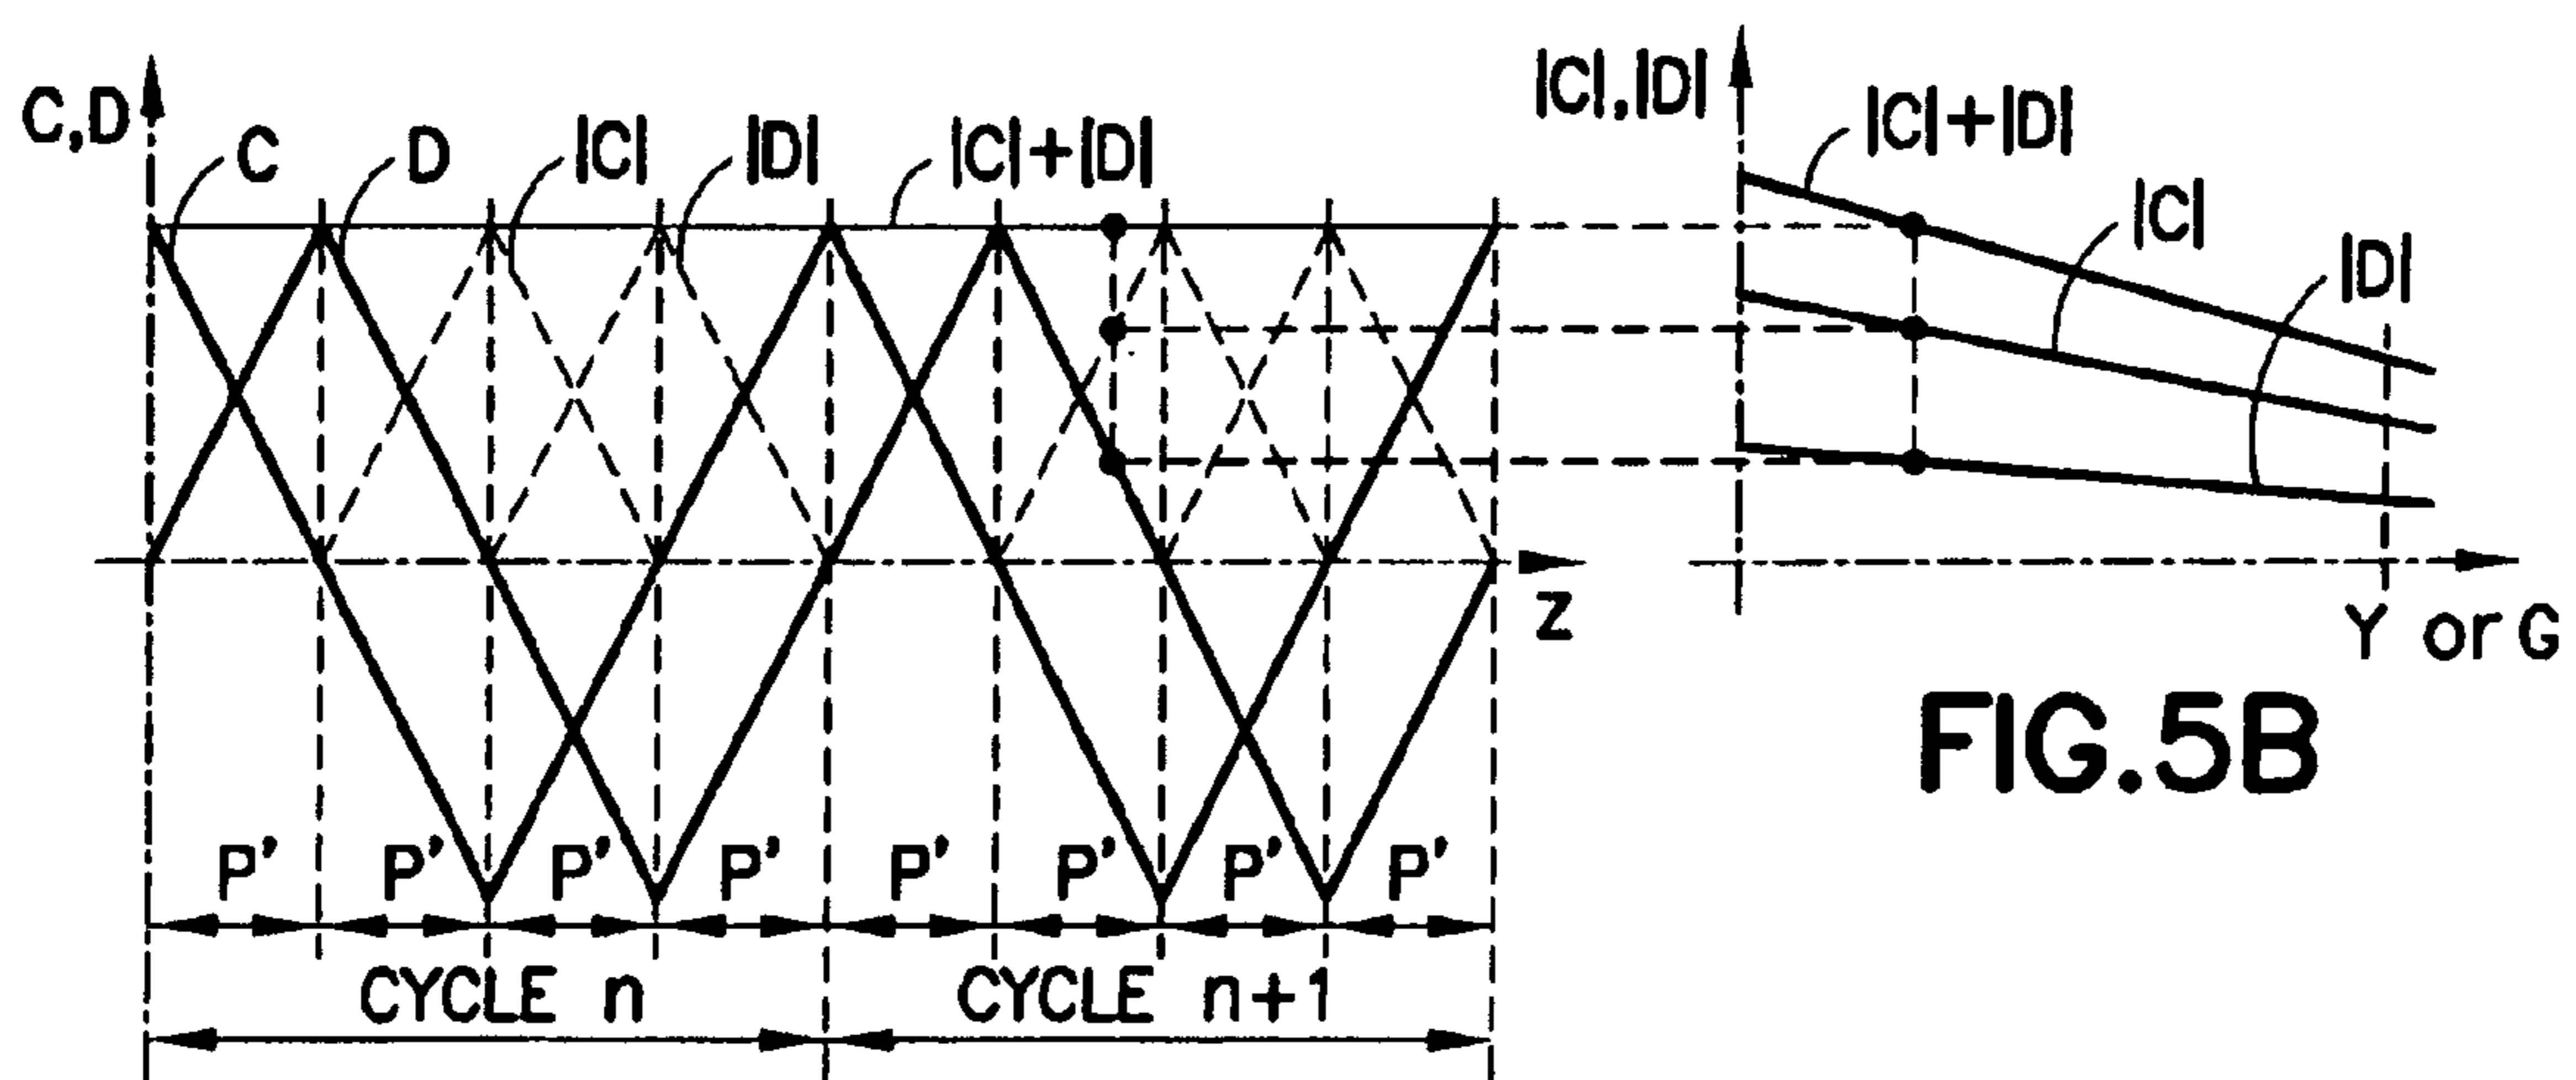 C,D
C
D
|C|
|D|
|C|+|D|
z
P' P' P' P' P' P' P' P'
CYCLE n
CYCLE n+1
|C|,|D|
|C|+|D|
|C|
|D|
Y or G
FIG.5B